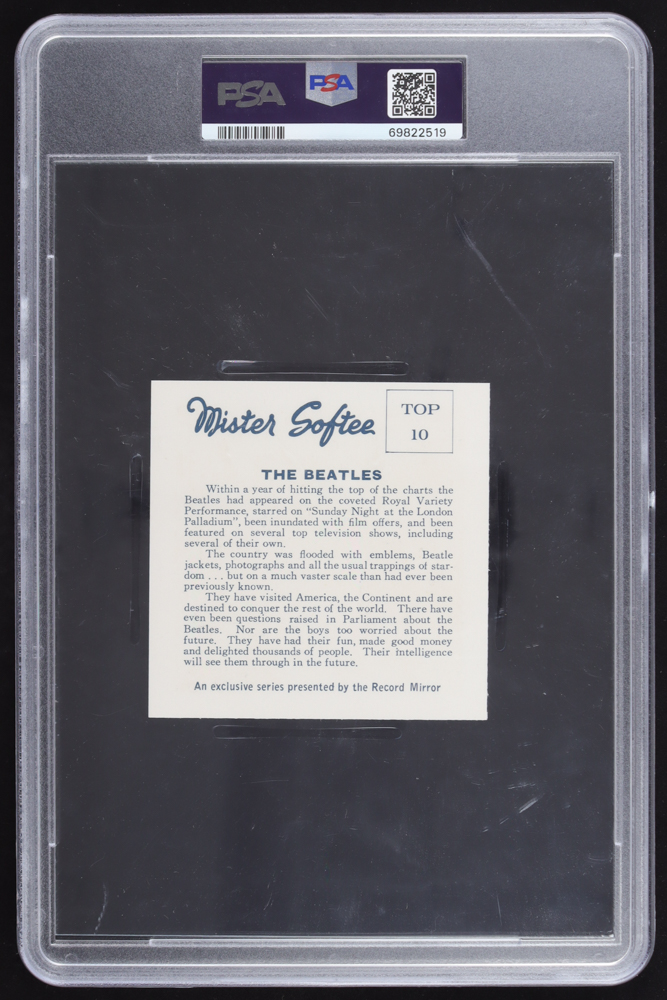 PSA PSA
69822519
Mister Softee
TOP
10
THE BEATLES
Within a year of hitting the top of the charts the
Beatles had appeared on the coveted Royal Variety
Performance, starred on “Sunday Night at the London
Palladium”, been inundated with film offers, and been
featured on several top television shows, including
several of their own.
The country was flooded with emblems, Beatle
jackets, photographs and all the usual trappings of star-
dom . . . but on a much vaster scale than had ever been
previously known.
They have visited America, the Continent and are
destined to conquer the rest of the world. There have
even been questions raised in Parliament about the
Beatles. Nor are the boys too worried about the
future. They have had their fun, made good money
and delighted thousands of people. Their intelligence
will see them through in the future.
An exclusive series presented by the Record Mirror